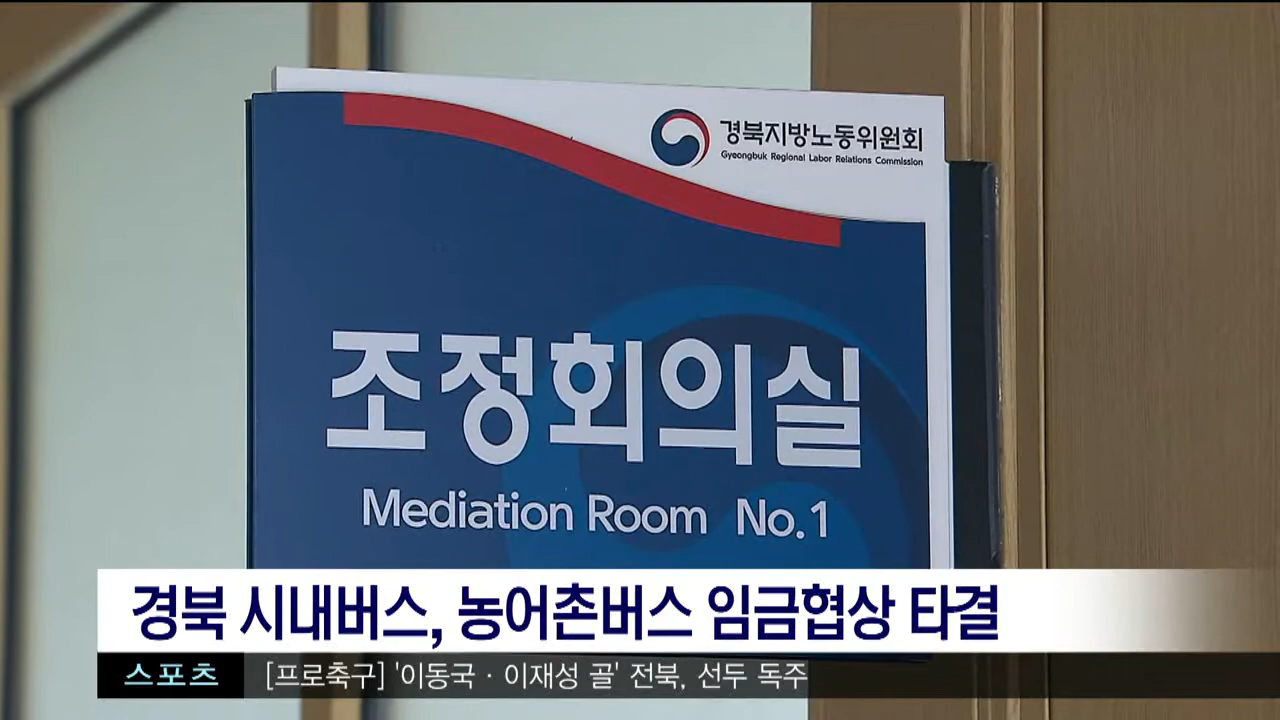 경북지방노동위원회
Gyeongbuk Regional Labor Relations Commission
조정회의실
Mediation Room No.1
경북 시내버스, 농어촌버스 임금협상 타결
스포츠 [프로축구] '이동국 · 이재성 골' 전북, 선두 독주